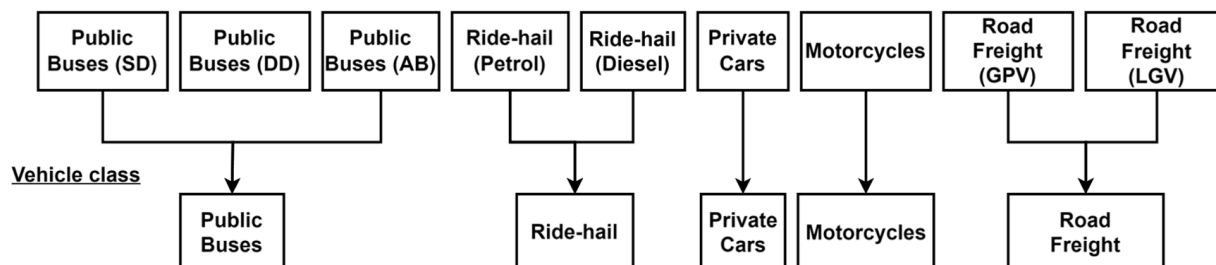 Public
Buses (SD)
Public
Buses (DD)
Public
Buses (AB)
Ride-hail
(Petrol)
Ride-hail
(Diesel)
Private
Cars
Motorcycles
Road
Freight
(GPV)
Road
Freight
(LGV)
Vehicle class
Public
Buses
Ride-hail
Private
Cars
Motorcycles
Road
Freight